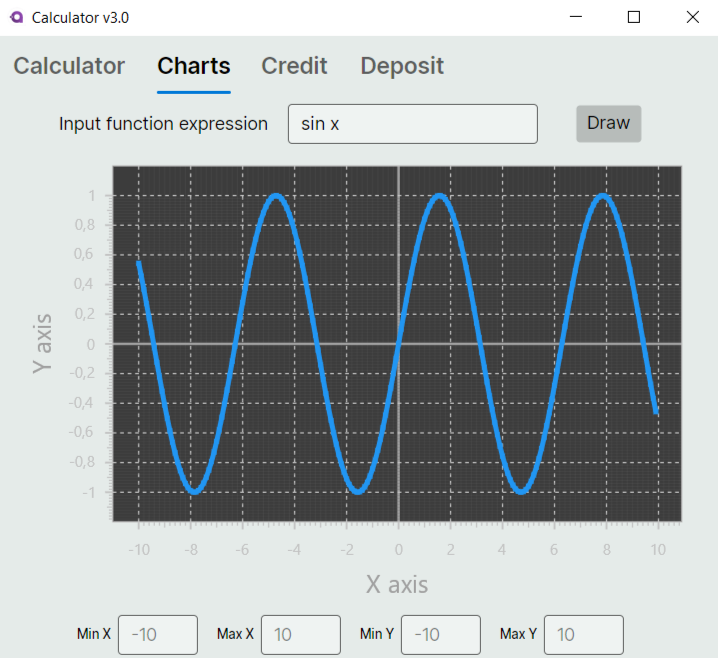 Calculator v3.0
Calculator Charts Credit Deposit
Input function expression sin x Draw
1
0,8
0,6
0,4
0,2
0
-0,2
-0,4
-0,6
-0,8
-1
Y axis
-10 -8 -6 -4 -2 0 2 4 6 8 10
X axis
Min X -10 Max X 10 Min Y -10 Max Y 10